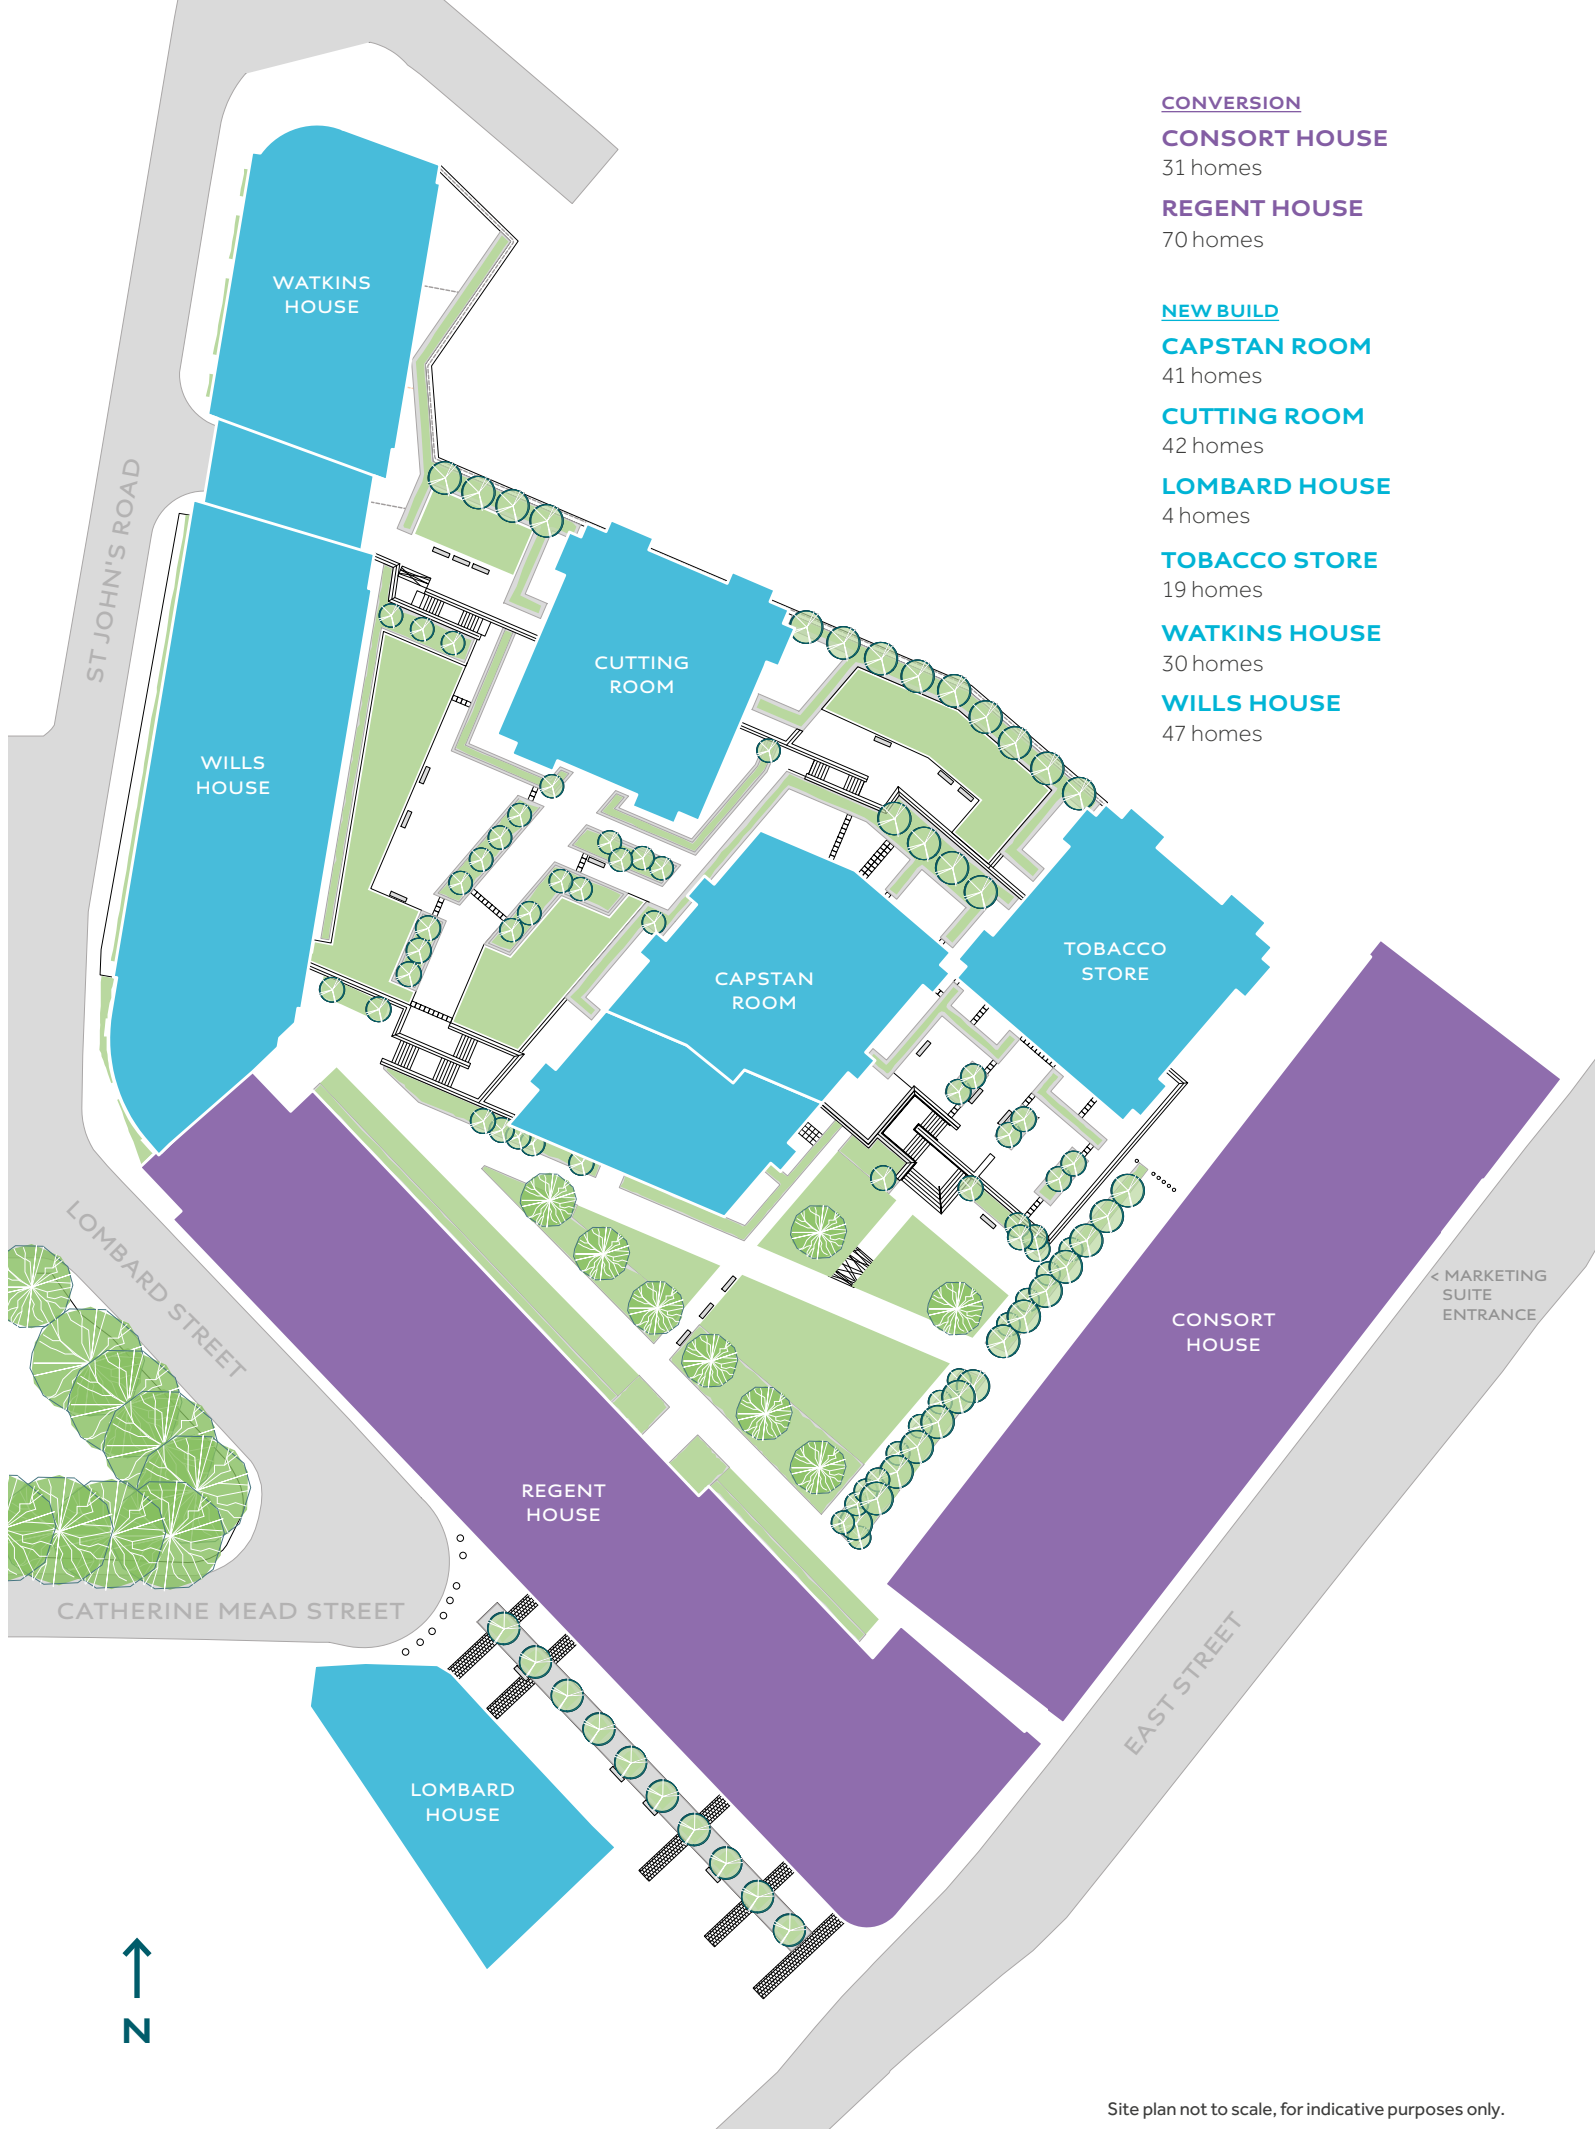 CONVERSION
CONSORT HOUSE
31 homes
REGENT HOUSE
70 homes
NEW BUILD
CAPSTAN ROOM
41 homes
CUTTING ROOM
42 homes
LOMBARD HOUSE
4 homes
TOBACCO STORE
19 homes
WATKINS HOUSE
30 homes
WILLS HOUSE
47 homes
WATKINS
HOUSE
ST JOHN'S ROAD
CUTTING
ROOM
WILLS
HOUSE
TOBACCO
STORE
CAPSTAN
ROOM
LOMBARD STREET
< MARKETING
SUITE
ENTRANCE
CONSORT
HOUSE
REGENT
HOUSE
CATHERINE MEAD STREET
EAST STREET
LOMBARD
HOUSE
N
Site plan not to scale, for indicative purposes only.